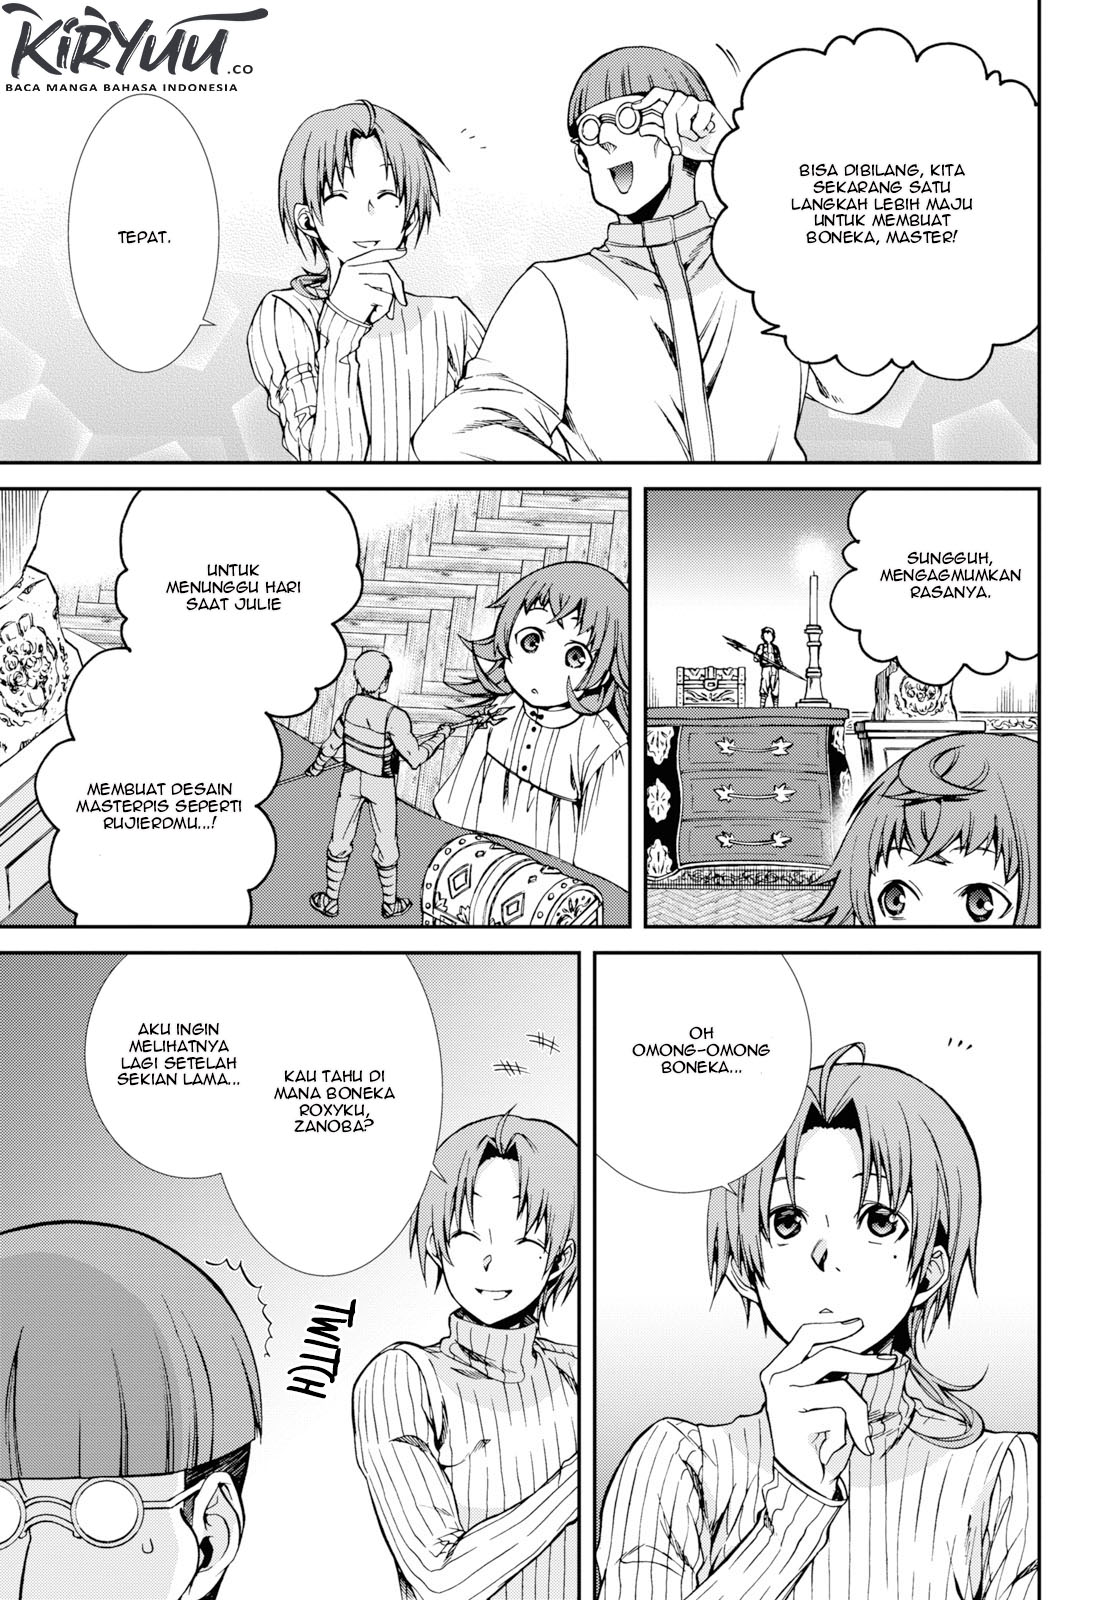 KIRYUU.CO
BACA MANGA BAHASA INDONESIA
BISA DIBILANG, KITA
SEKARANG SATU
LANGKAH LEBIH MAJU
UNTUK MEMBUAT
BONEKA, MASTER!
TEPAT.
SUNGGUH,
MENGAGMUMKAN
RASANYA.
UNTUK
MENUNGGU HARI
SAAT JULIE
MEMBUAT DESAIN
MASTERPIS SEPERTI
RUJIERDMU...!
OH
OMONG-OMONG
BONEKA...
AKU INGIN
MELIHATNYA
LAGI SETELAH
SEKIAN LAMA...
KAU TAHU DI
MANA BONEKA
ROXYKU,
ZANOBA?
TWITCH